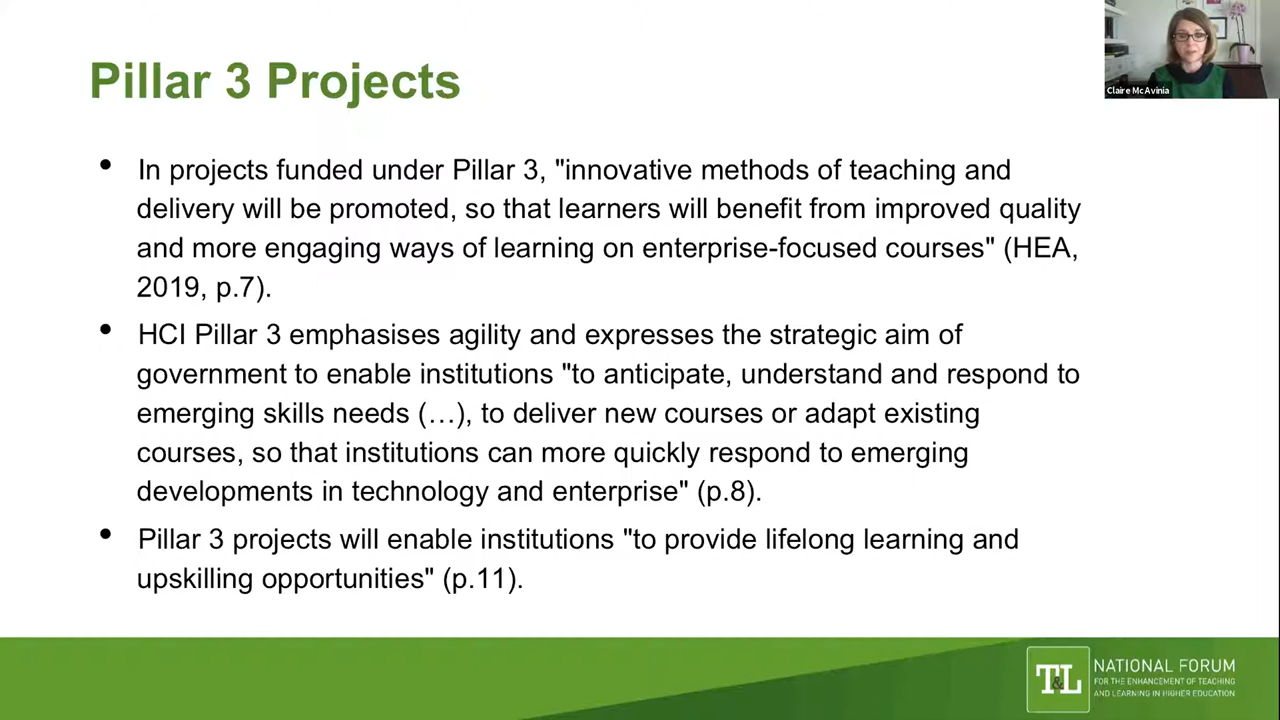 Pillar 3 Projects
Claire McAvinia
• In projects funded under Pillar 3, "innovative methods of teaching and
delivery will be promoted, so that learners will benefit from improved quality
and more engaging ways of learning on enterprise-focused courses" (HEA,
2019, p.7).
• HCI Pillar 3 emphasises agility and expresses the strategic aim of
government to enable institutions "to anticipate, understand and respond to
emerging skills needs (…), to deliver new courses or adapt existing
courses, so that institutions can more quickly respond to emerging
developments in technology and enterprise" (p.8).
• Pillar 3 projects will enable institutions "to provide lifelong learning and
upskilling opportunities" (p.11).
T&L
NATIONAL FORUM
FOR THE ENHANCEMENT OF TEACHING
AND LEARNING IN HIGHER EDUCATION